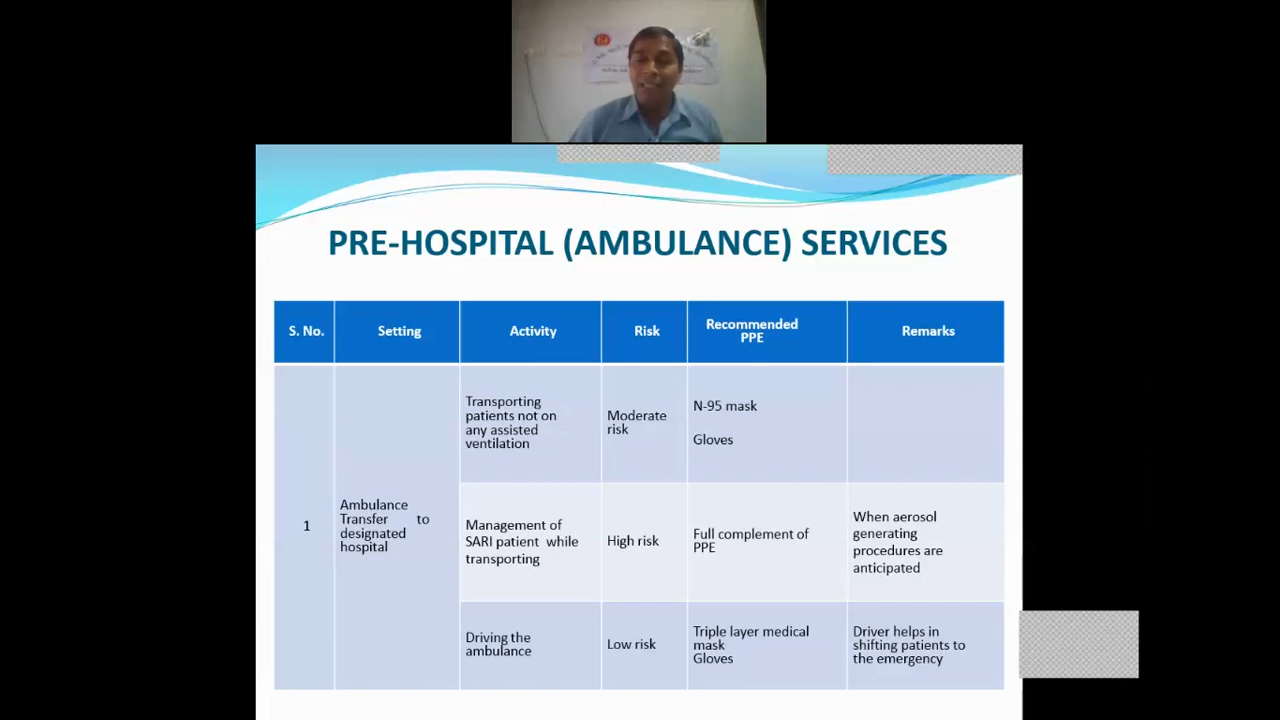 PRE-HOSPITAL (AMBULANCE) SERVICES
S. No.
Setting
Activity
Risk
Recommended
PPE
Remarks
1
Ambulance
Transfer to
designated
hospital
Transporting
patients not on
any assisted
ventilation
Moderate
risk
N-95 mask
Gloves
Management of
SARI patient while
transporting
High risk
Full complement of
PPE
When aerosol
generating
procedures are
anticipated
Driving the
ambulance
Low risk
Triple layer medical
mask
Gloves
Driver helps in
shifting patients to
the emergency